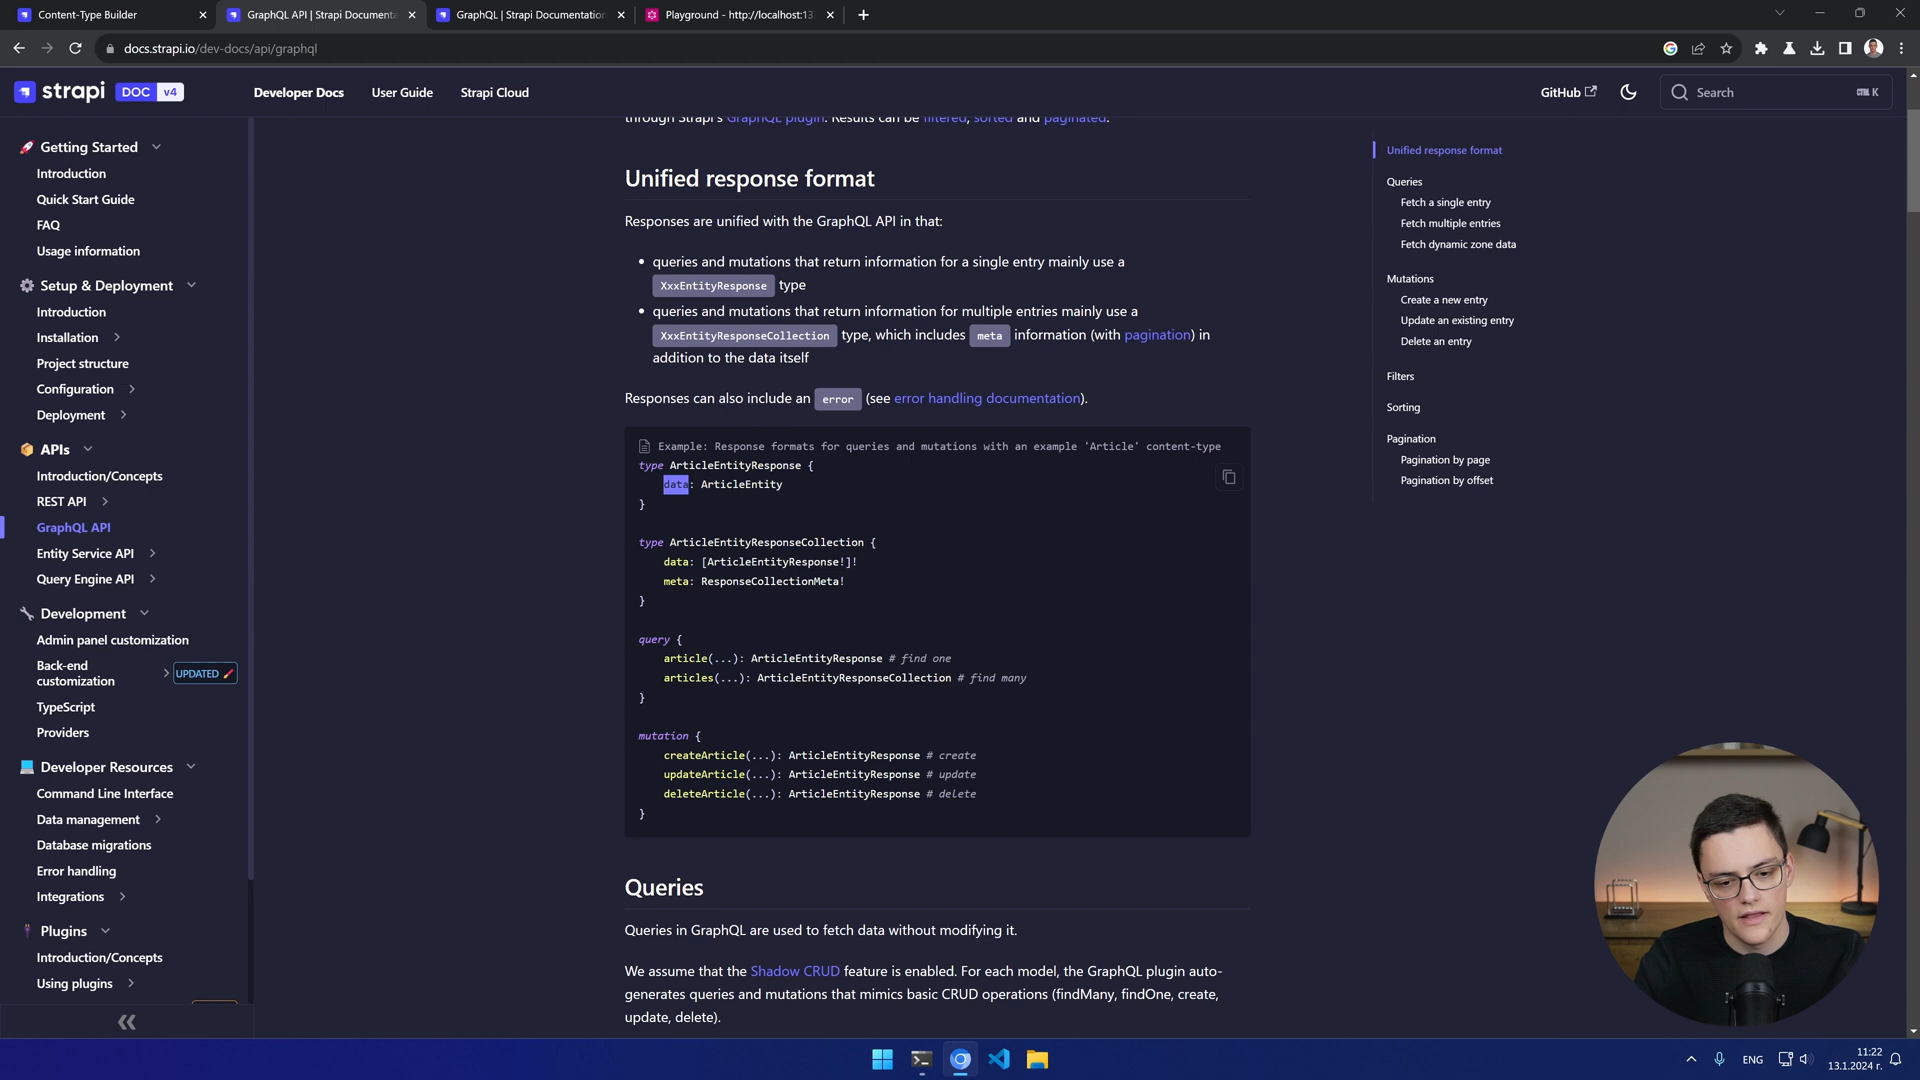 Content-Type Builder
GraphQL API | Strapi Documenta
GraphQL | Strapi Documentation
Playground - http://localhost:13
docs.strapi.io/dev-docs/api/graphql
strapi DOC v4
Developer Docs
User Guide
Strapi Cloud
GitHub
Search
CTRL K
Getting Started
Introduction
Quick Start Guide
FAQ
Usage information
Setup & Deployment
Introduction
Installation
Project structure
Configuration
Deployment
APIs
Introduction/Concepts
REST API
GraphQL API
Entity Service API
Query Engine API
Development
Admin panel customization
Back-end
customization
UPDATED
TypeScript
Providers
Developer Resources
Command Line Interface
Data management
Database migrations
Error handling
Integrations
Plugins
Introduction/Concepts
Using plugins
through Strapi's GraphQL plugin. Results can be filtered, sorted and paginated.
Unified response format
Responses are unified with the GraphQL API in that:
• queries and mutations that return information for a single entry mainly use a
XxxEntityResponse type
• queries and mutations that return information for multiple entries mainly use a
XxxEntityResponseCollection type, which includes meta information (with pagination) in
addition to the data itself
Responses can also include an error (see error handling documentation).
Example: Response formats for queries and mutations with an example 'Article' content-type
type ArticleEntityResponse {
data: ArticleEntity
}
type ArticleEntityResponseCollection {
data: [ArticleEntityResponse!]!
meta: ResponseCollectionMeta!
}
query {
article(...): ArticleEntityResponse # find one
articles(...): ArticleEntityResponseCollection # find many
}
mutation {
createArticle(...): ArticleEntityResponse # create
updateArticle(...): ArticleEntityResponse # update
deleteArticle(...): ArticleEntityResponse # delete
}
Queries
Queries in GraphQL are used to fetch data without modifying it.
We assume that the Shadow CRUD feature is enabled. For each model, the GraphQL plugin auto-
generates queries and mutations that mimics basic CRUD operations (findMany, findOne, create,
update, delete).
Unified response format
Queries
Fetch a single entry
Fetch multiple entries
Fetch dynamic zone data
Mutations
Create a new entry
Update an existing entry
Delete an entry
Filters
Sorting
Pagination
Pagination by page
Pagination by offset
ENG
11:22
13.1.2024 г.